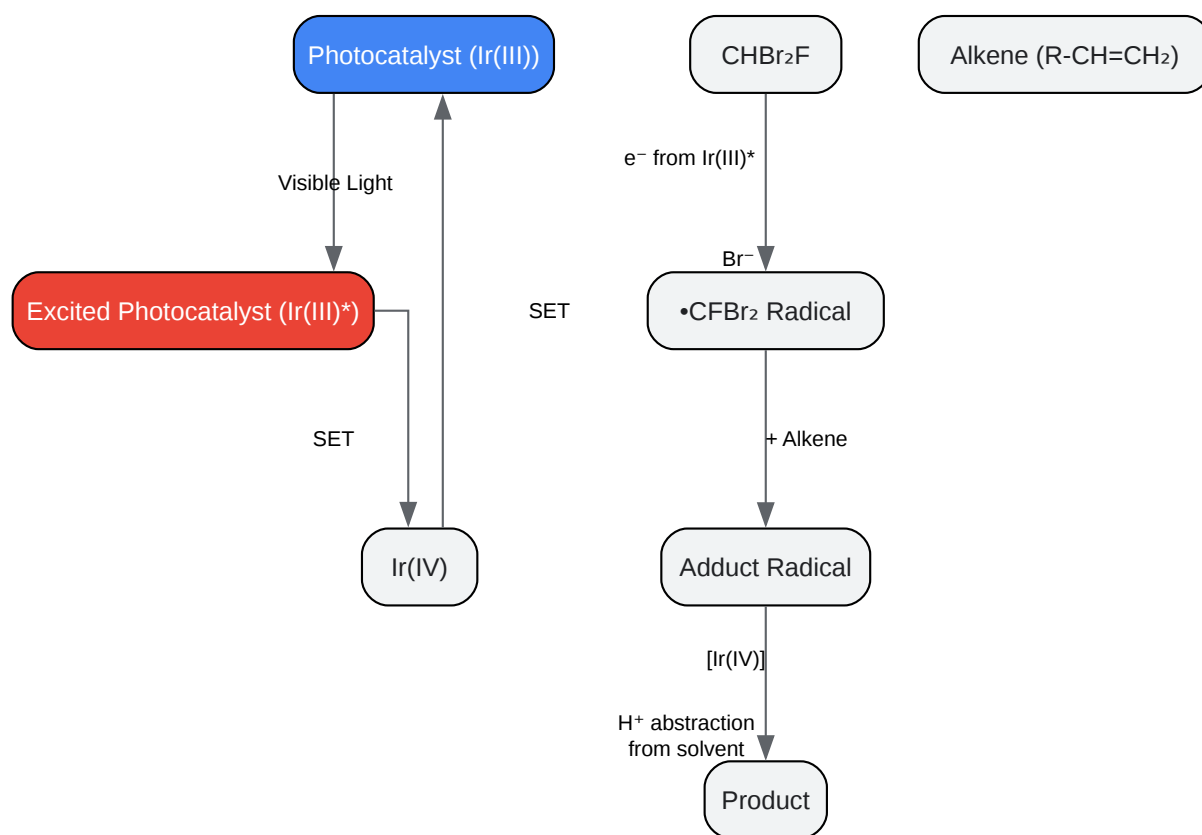 Photocatalyst (Ir(III))
CHBr₂F
Alkene (R-CH=CH₂)
e⁻ from Ir(III)*
Visible Light
Br⁻
Excited Photocatalyst (Ir(III)*)
SET
•CFBr₂ Radical
SET
+ Alkene
Ir(IV)
Adduct Radical
[Ir(IV)]
H⁺ abstraction
from solvent
Product